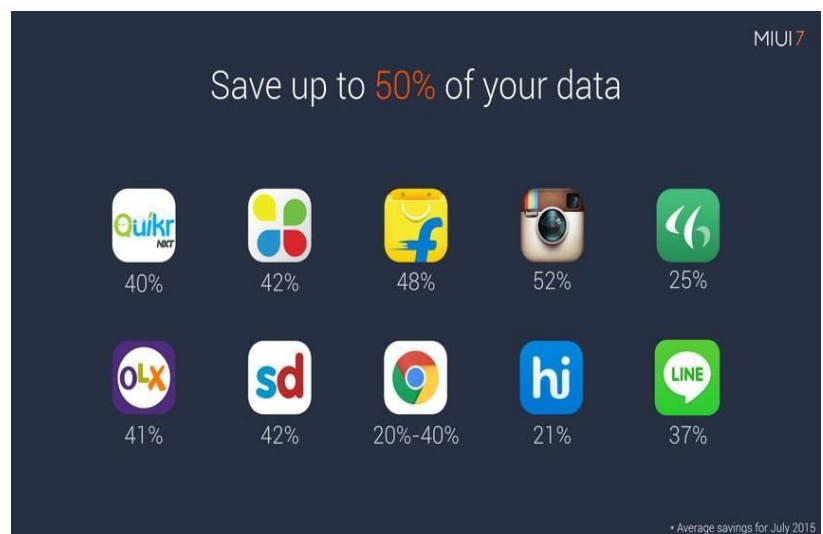 MIUI7
Save up to 50% of your data
Quikr
NXT
f
40%
42%
48%
52%
25%
OLX
sd
hi
LINE
41%
42%
20%-40%
21%
37%
* Average savings for July 2015